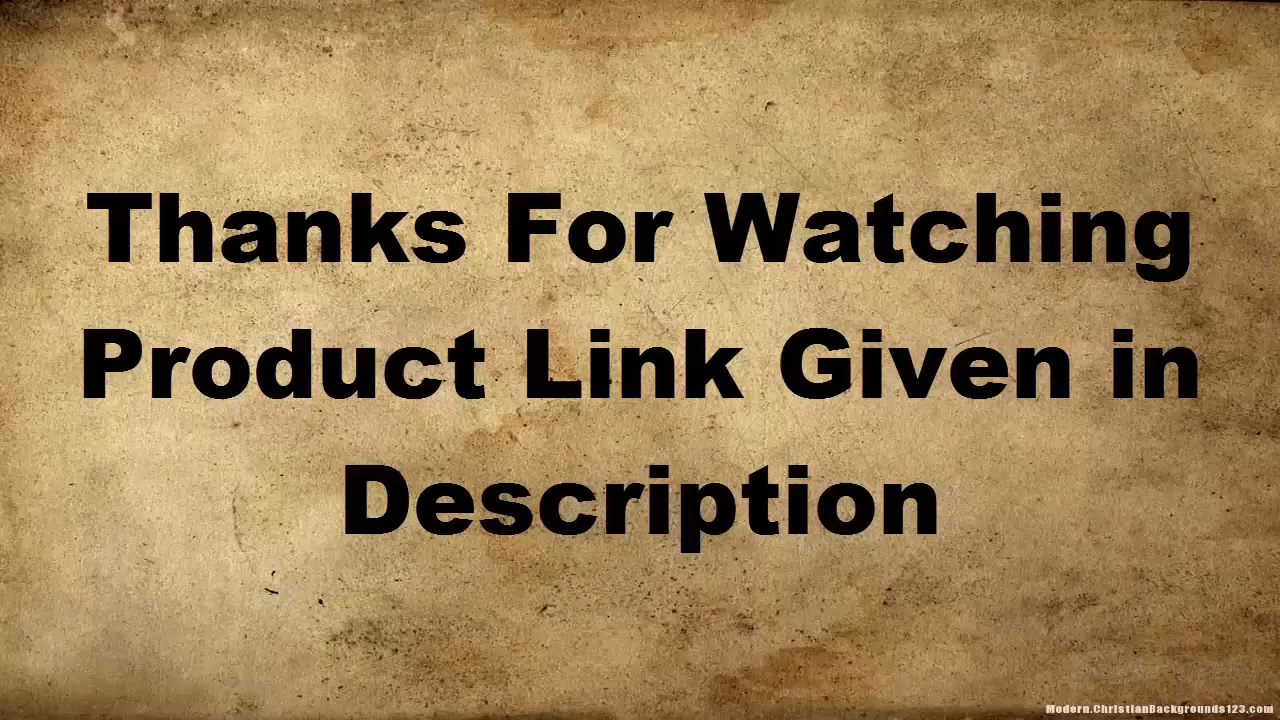 Thanks For Watching
Product Link Given in
Description
Modern.ChristianBackgrounds123.com